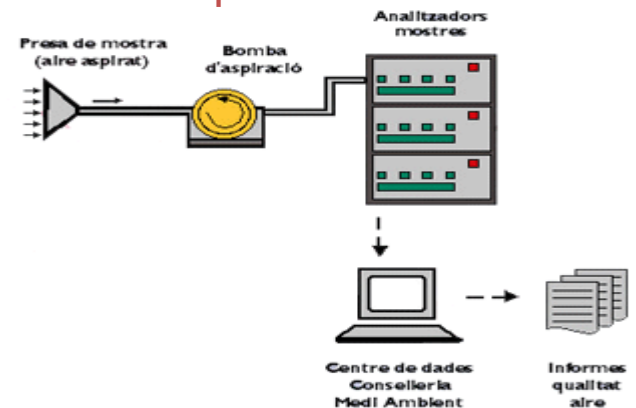 Analitzadors
mostres
Presa de mostra
(aire aspirat)
Bomba
d'aspiració
Centre de dades
Conselleria
Medi Ambient
Informes
qualitat
aire